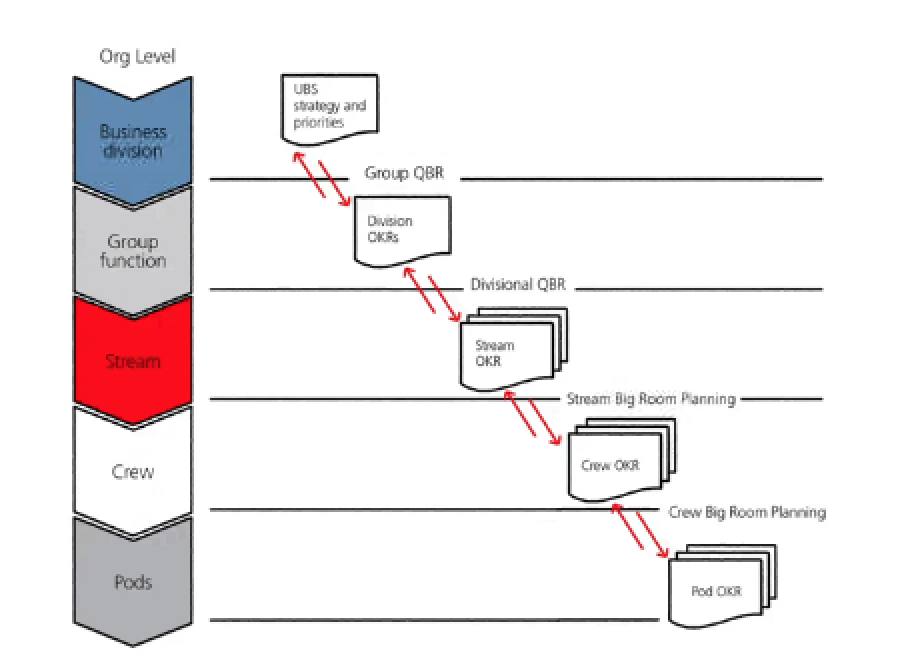 Org Level
UBS
strategy and
priorities
Business
division
Group QBR
Division
OKRs
Group
function
Divisional QBR
Stream
OKR
Stream
Stream Big Room Planning
Crew OKR
Crew
Crew Big Room Planning
Pods
Pod OKR